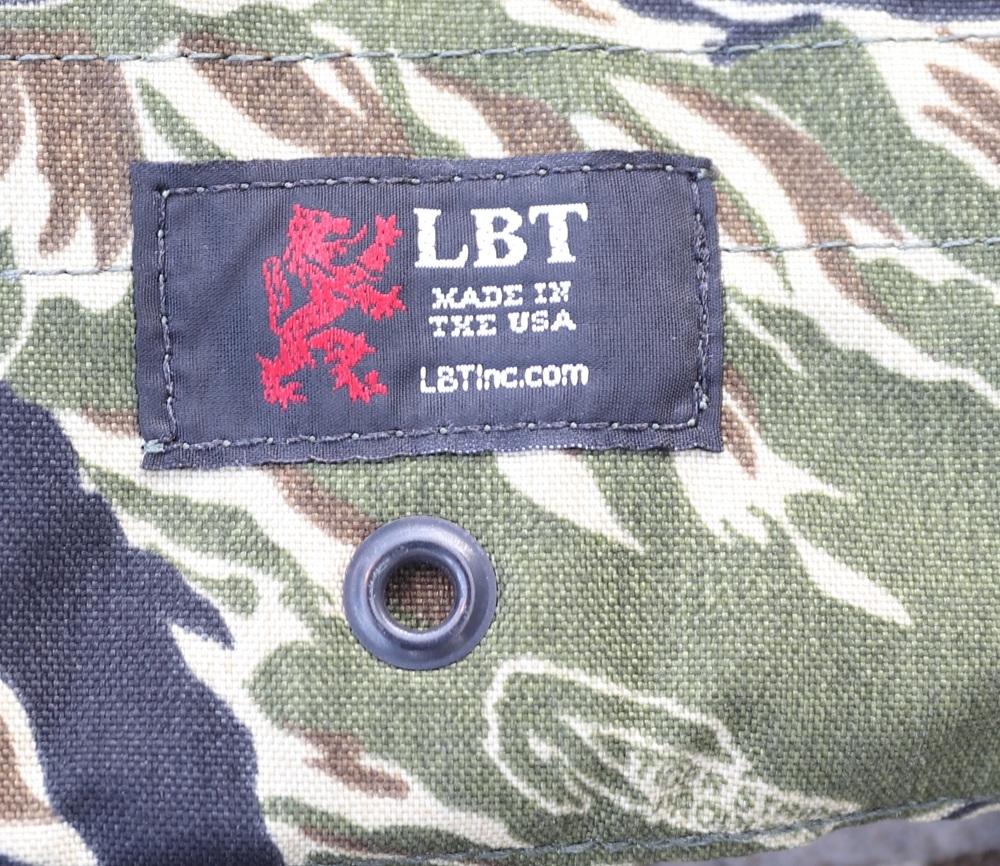 LBT
MADE IN
THE USA
LBTInc.com